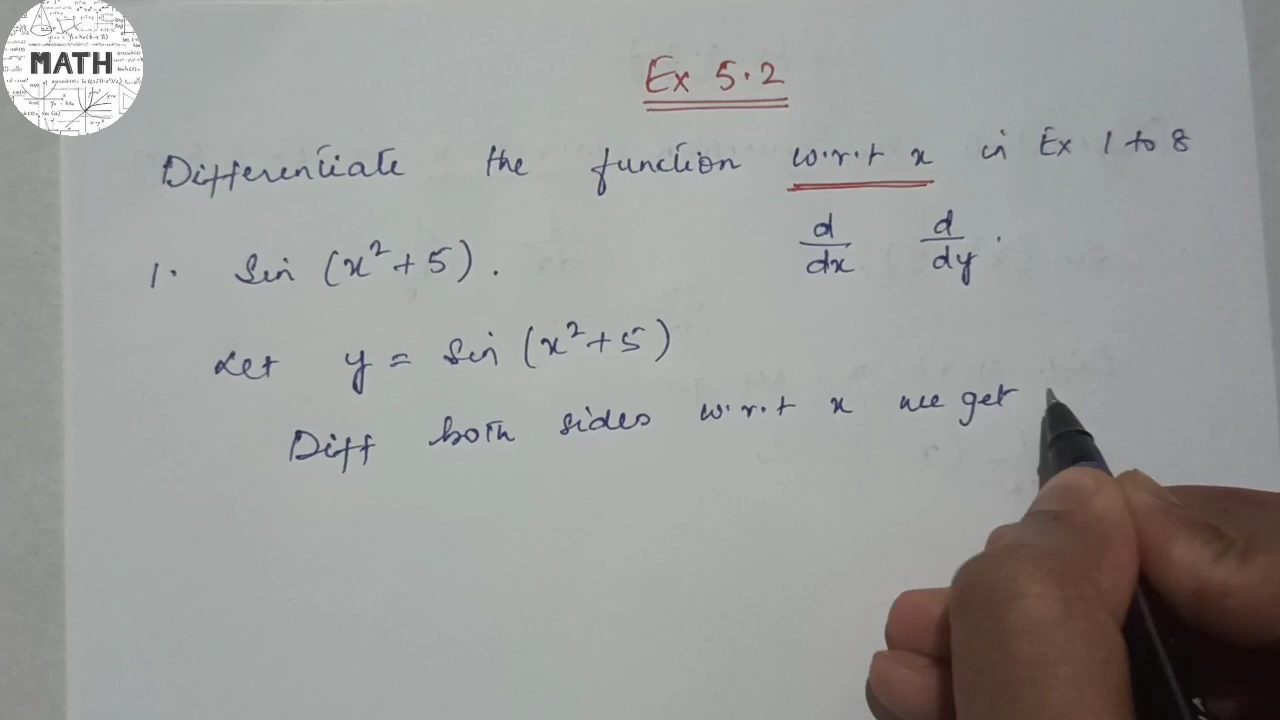 MATH
Ex 5.2
Differentiate the function w.r.t x in Ex 1 to 8
d/dx d/dy .
1. Sin (x²+5).
Let y = Sin (x²+5)
Diff both sides w.r.t x we get